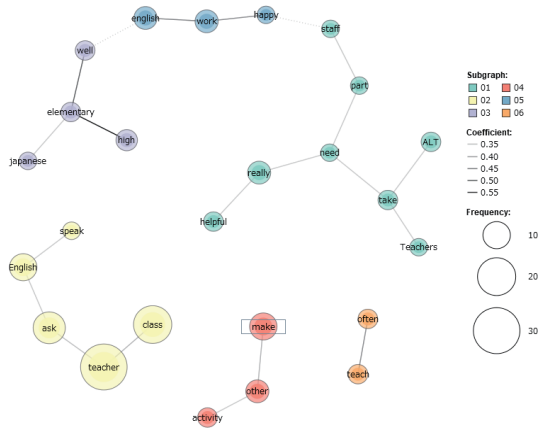 english
work
happy
staff
well
part
elementary
high
japanese
need
ALT
really
take
helpful
Teachers
speak
English
ask
class
teacher
make
often
other
teach
activity
Subgraph:
01 04
02 05
03 06
Coefficient:
0.35
0.40
0.45
0.50
0.55
Frequency:
10
20
30